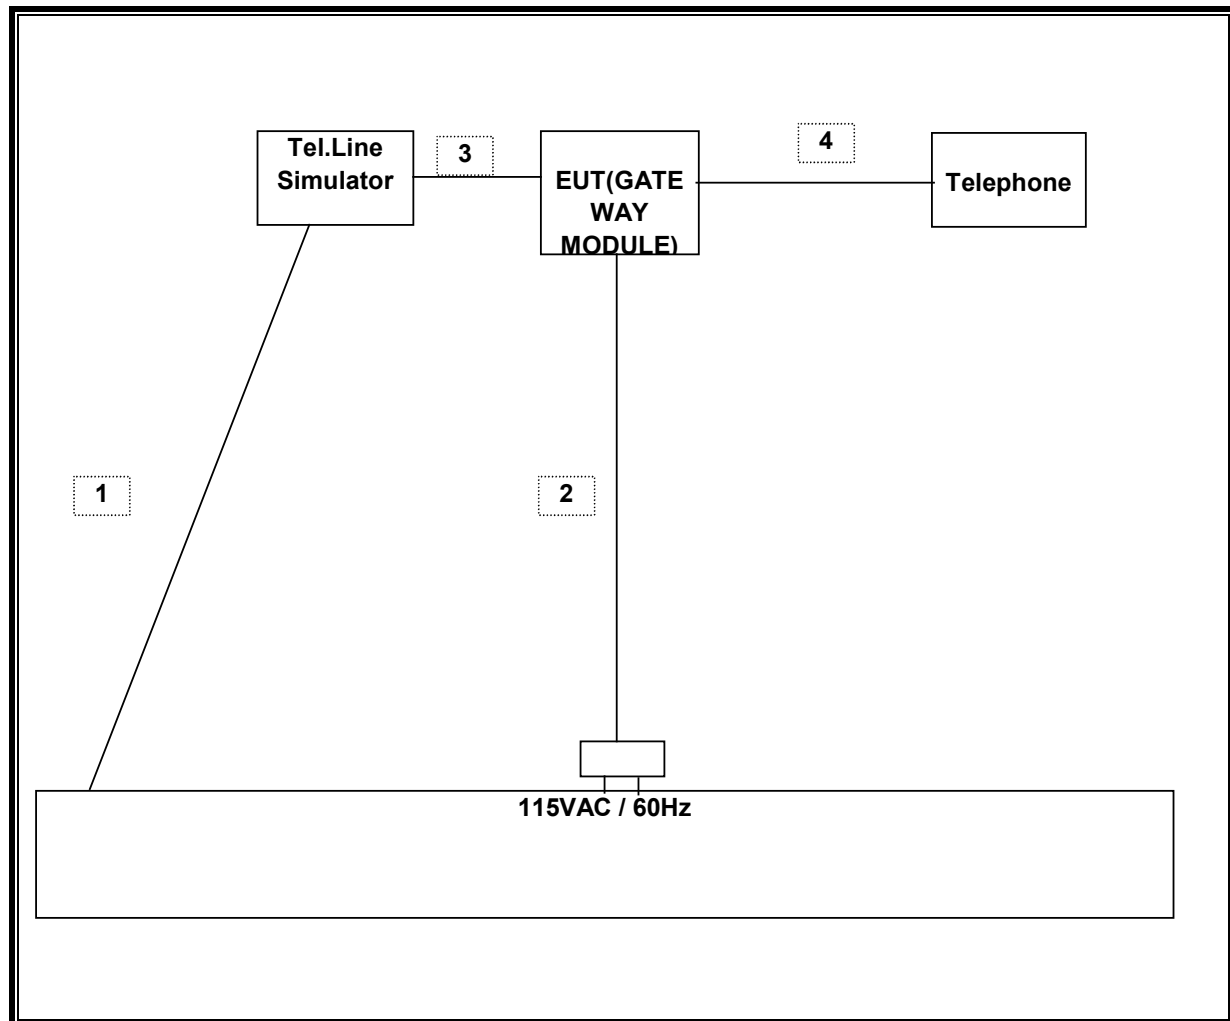 Tel.Line
Simulator
3
EUT(GATE
WAY
MODULE)
4
Telephone
1
2
115VAC / 60Hz